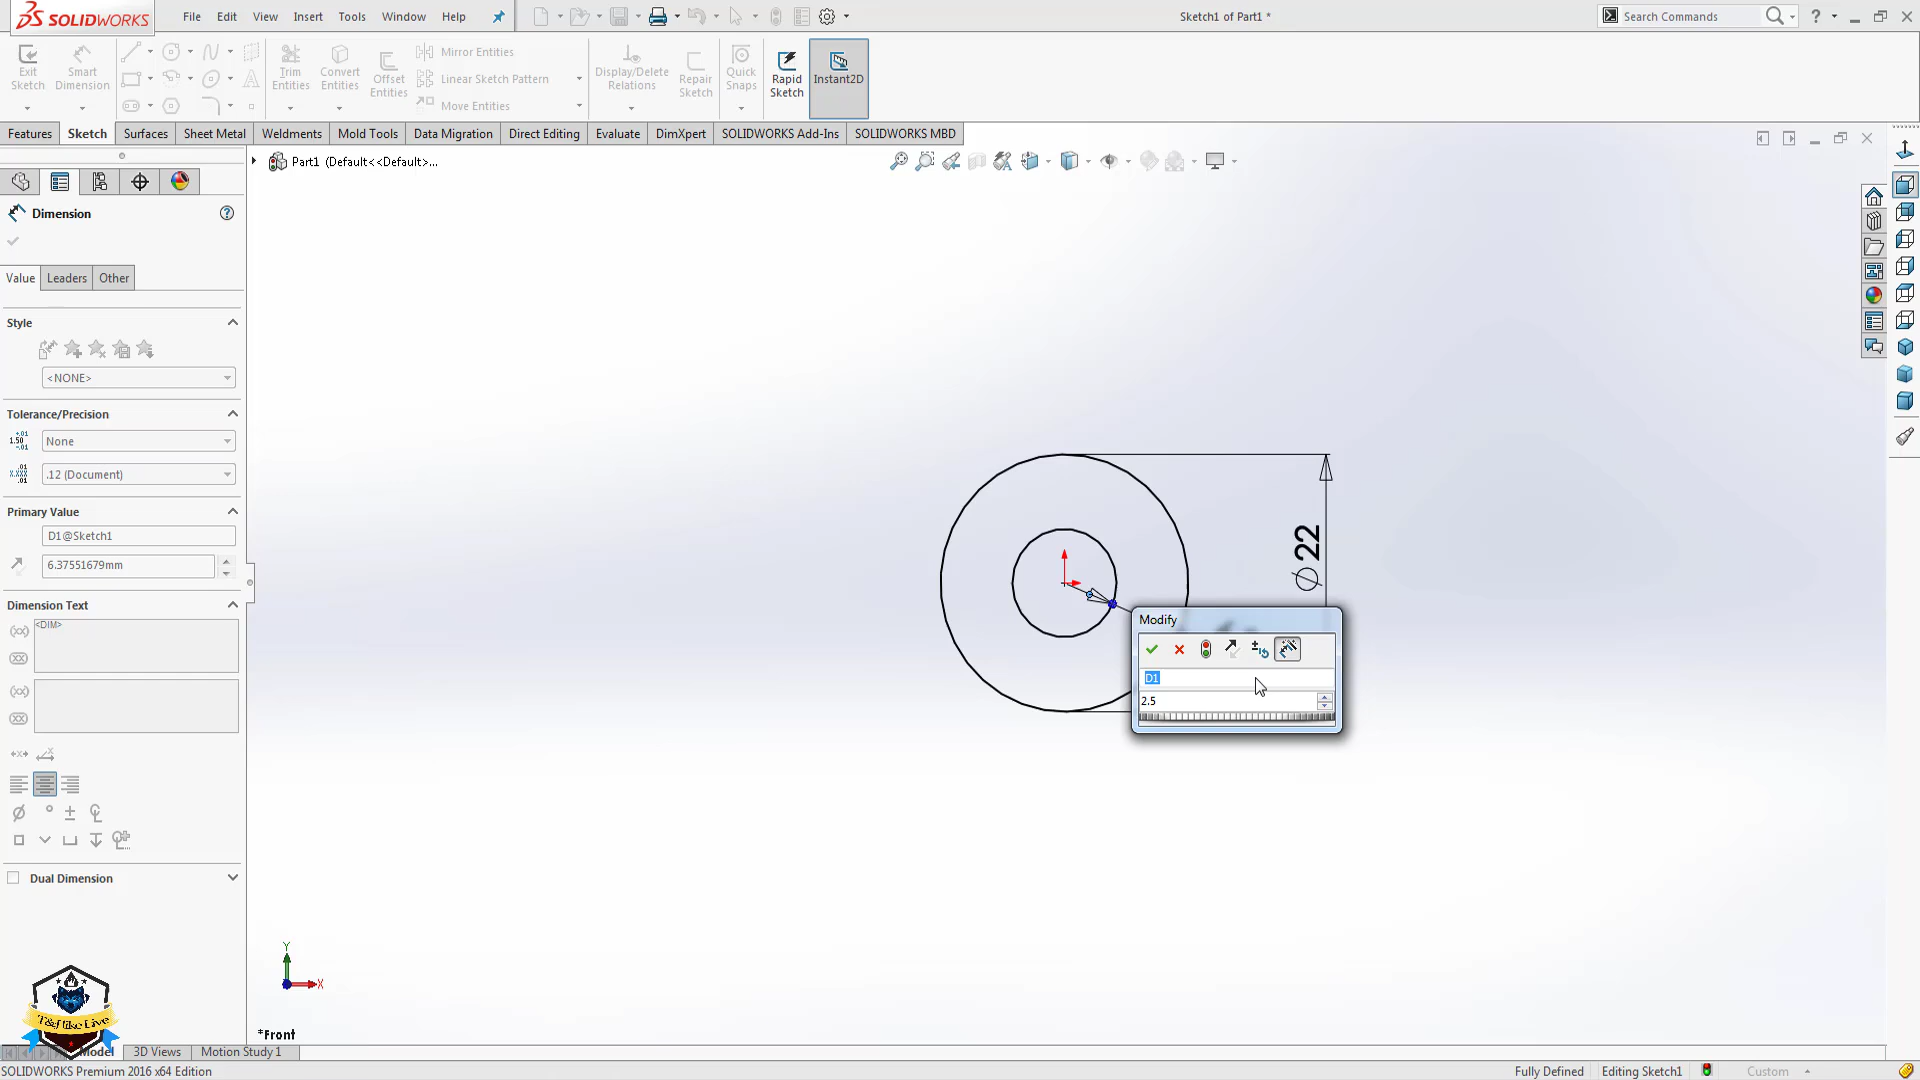 SOLIDWORKS File Edit View Insert Tools Window Help Sketch1 of Part1 * Search Commands
Exit Sketch Smart Dimension Trim Entities Convert Entities Offset Entities Mirror Entities Linear Sketch Pattern Move Entities Display/Delete Relations Repair Sketch Quick Snaps Rapid Sketch Instant2D
Features Sketch Surfaces Sheet Metal Weldments Mold Tools Data Migration Direct Editing Evaluate DimXpert SOLIDWORKS Add-Ins SOLIDWORKS MBD
Part1 (Default<<Default>...
Dimension
Value Leaders Other
Style
<NONE>
Tolerance/Precision
None
.12 (Document)
Primary Value
D1@Sketch1
6.37551679mm
Dimension Text
<DIM>
Dual Dimension
∅22
Modify
D1
2.5
Y
X
T&J like Live
*Front
Model 3D Views Motion Study 1
SOLIDWORKS Premium 2016 x64 Edition Fully Defined Editing Sketch1 Custom